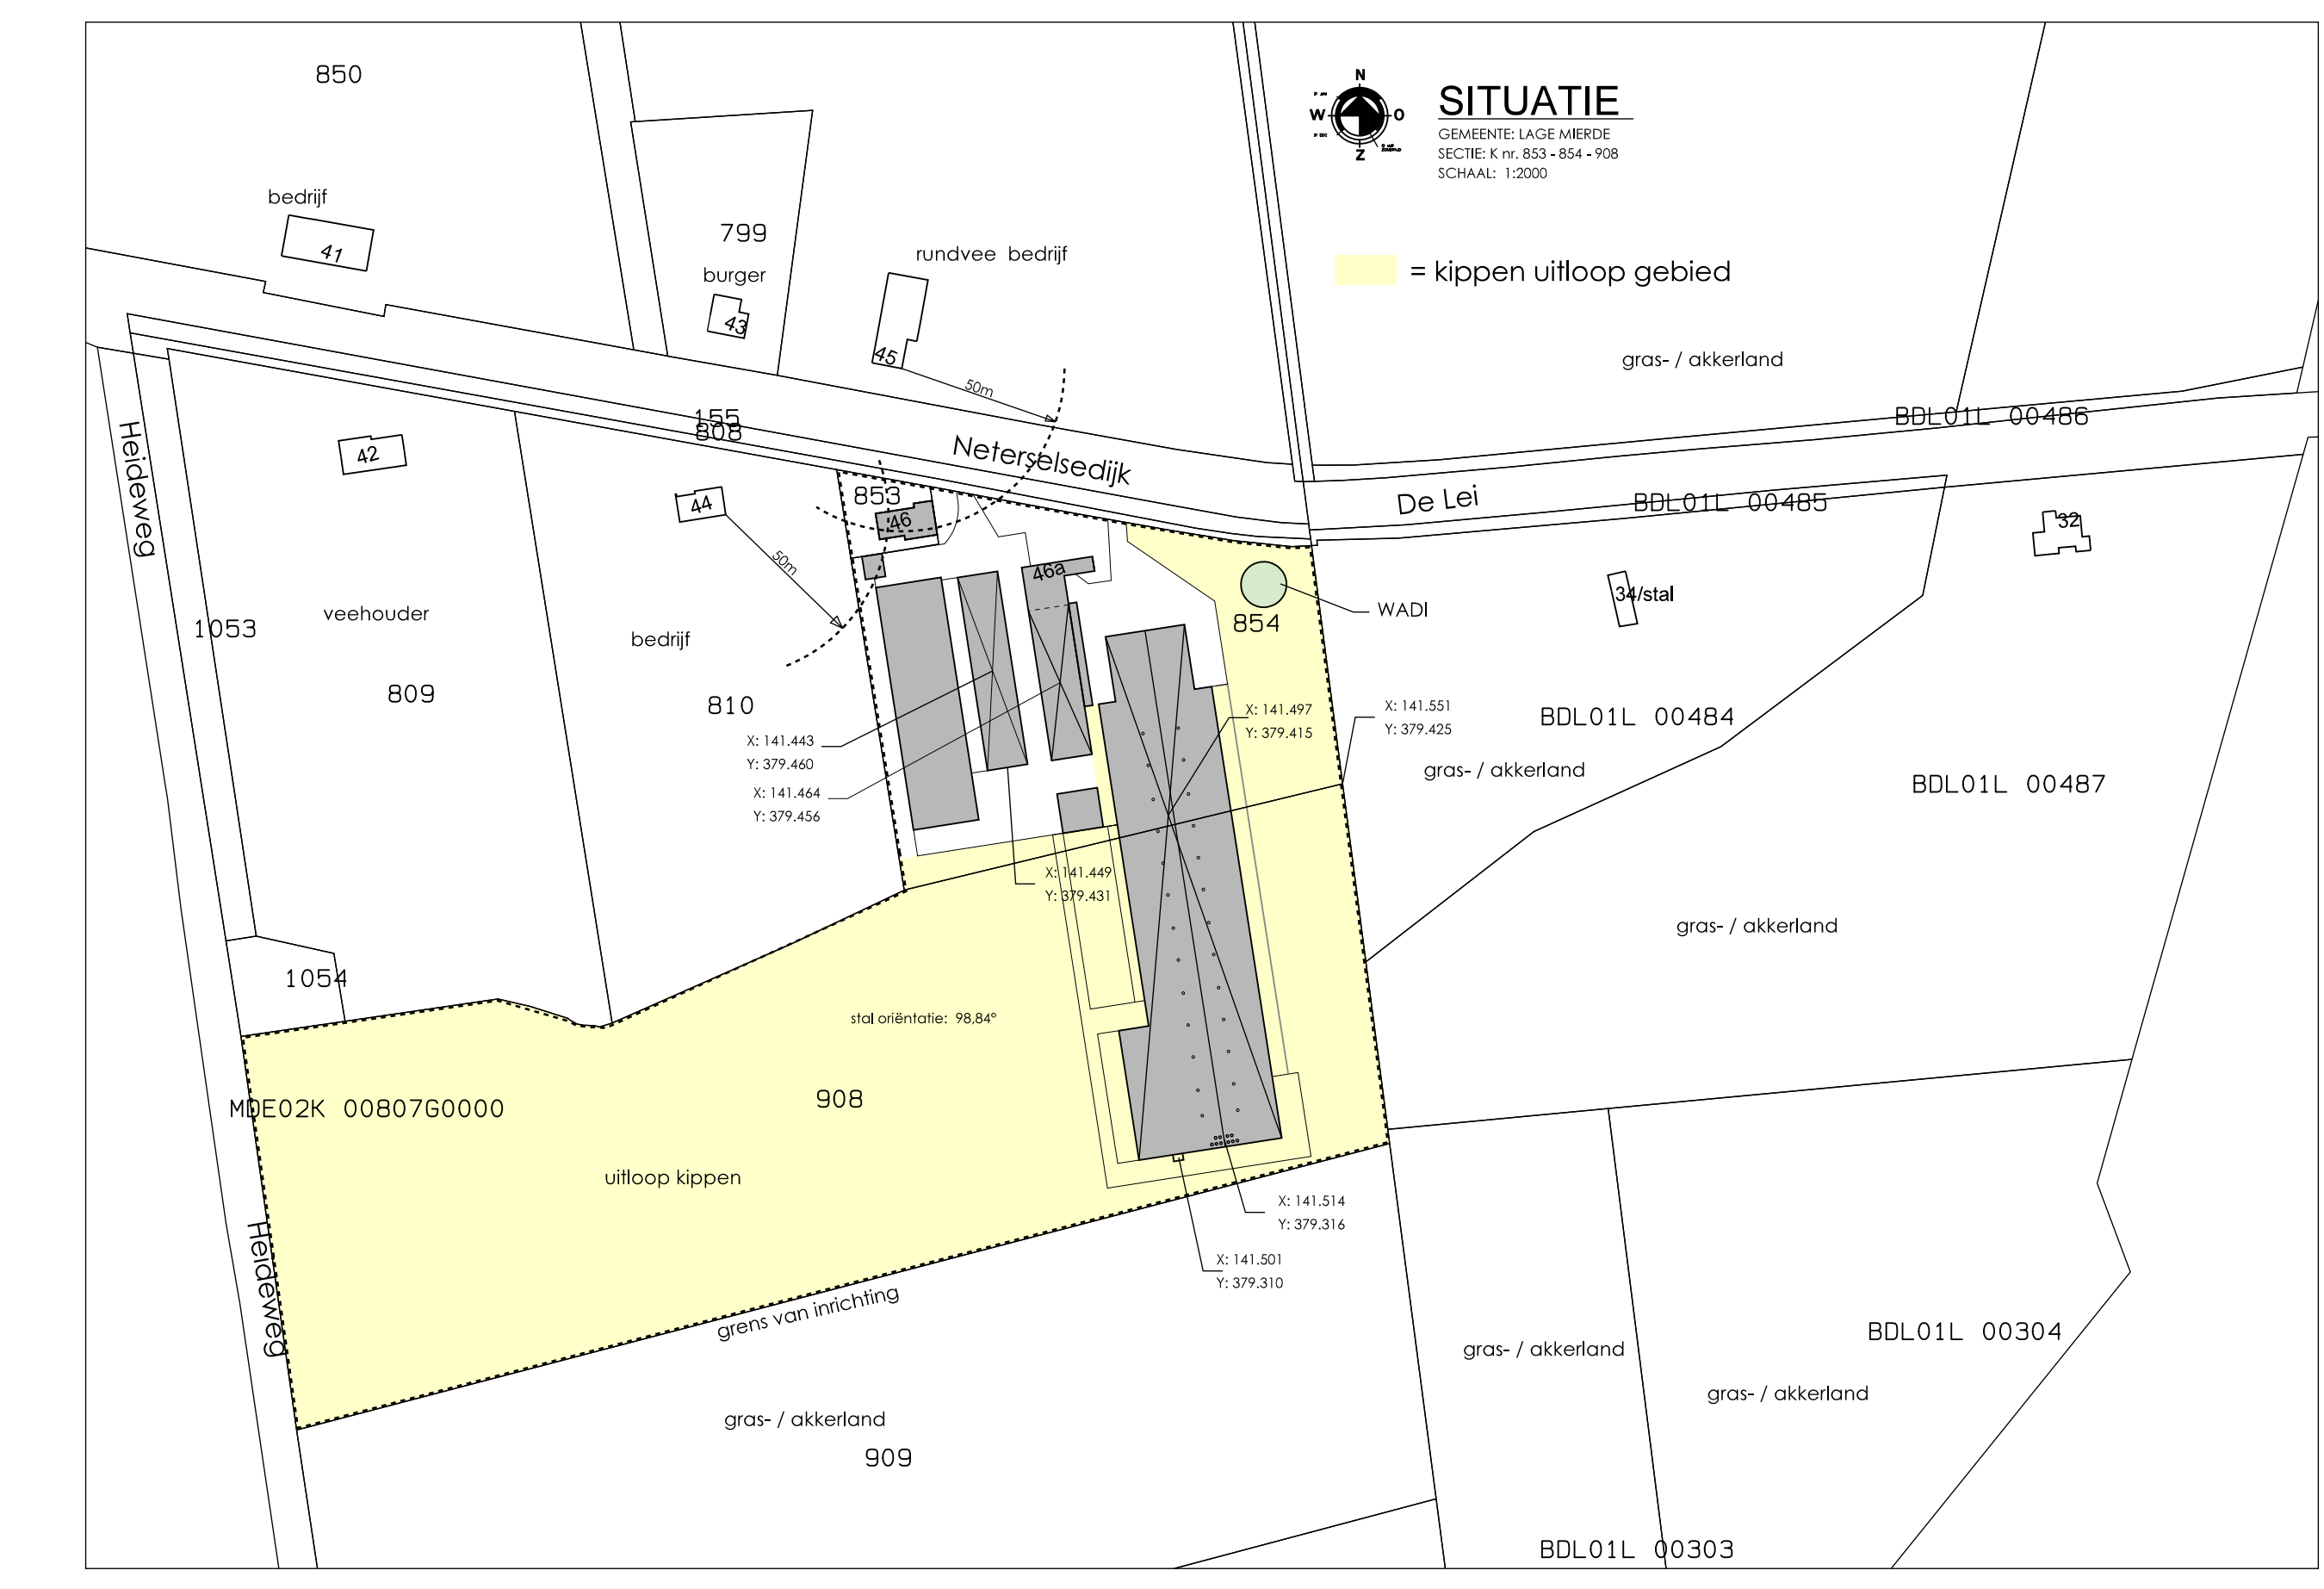 850
N
W
O
Z
SITUATIE
GEMEENTE: LAGE MIERDE
SECTIE: K nr. 853 - 854 - 908
SCHAAL: 1:2000
bedrijf
41
799
burger
43
rundvee bedrijf
45
50m
= kippen uitloop gebied
gras- / akkerland
155
808
Neterselsedijk
De Lei
BDL01L 00486
BDL01L 00485
Heideweg
42
44
50m
853
46
46a
854
WADI
34/stal
32
1053
veehouder
809
bedrijf
810
X: 141.443
Y: 379.460
X: 141.464
Y: 379.456
X: 141.497
Y: 379.415
X: 141.551
Y: 379.425
BDL01L 00484
gras- / akkerland
BDL01L 00487
X: 141.449
Y: 379.431
gras- / akkerland
1054
stal oriëntatie: 98,84°
MDE02K 00807G0000
908
uitloop kippen
X: 141.514
Y: 379.316
X: 141.501
Y: 379.310
Heideweg
grens van inrichting
gras- / akkerland
BDL01L 00304
gras- / akkerland
gras- / akkerland
909
BDL01L 00303